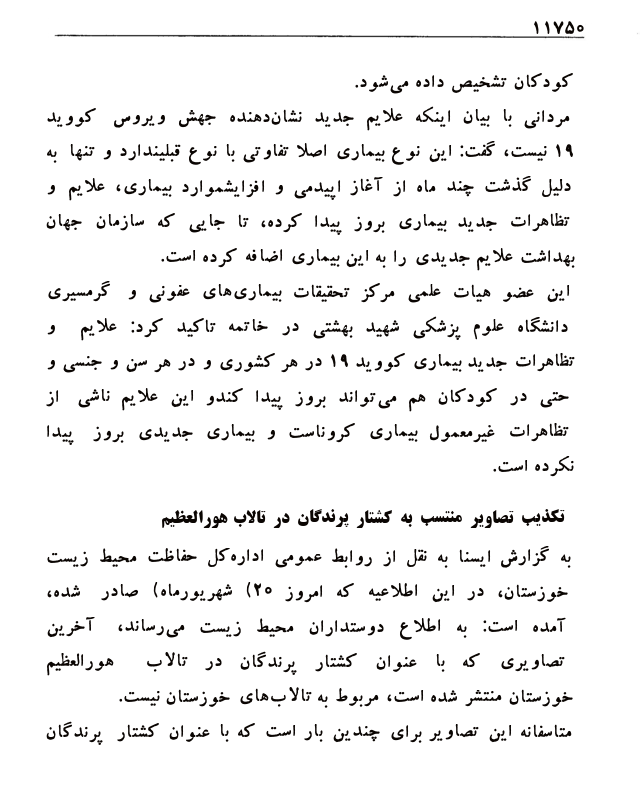 ۱۱۷۵۰
کودکان تشخیص داده می‌شود.
مردانی با بیان اینکه علایم جدید نشان‌دهنده جهش ویروس کووید
۱۹ نیست، گفت: این نوع بیماری اصلا تفاوتی با نوع قبلیندارد و تنها به
دلیل گذشت چند ماه از آغاز اپیدمی و افزایشموارد بیماری، علایم و
تظاهرات جدید بیماری بروز پیدا کرده، تا جایی که سازمان جهان
بهداشت علایم جدیدی را به این بیماری اضافه کرده است.
این عضو هیات علمی مرکز تحقیقات بیماری‌های عفونی و گرمسیری
دانشگاه علوم پزشکی شهید بهشتی در خاتمه تاکید کرد: علایم و
تظاهرات جدید بیماری کووید ۱۹ در هر کشوری و در هر سن و جنسی و
حتی در کودکان هم می‌تواند بروز پیدا کندو این علایم ناشی از
تظاهرات غیرمعمول بیماری کروناست و بیماری جدیدی بروز پیدا
نکرده است.
تکذیب تصاویر منتسب به کشتار پرندگان در تالاب هورالعظیم
به گزارش ایسنا به نقل از روابط عمومی اداره‌کل حفاظت محیط زیست
خوزستان، در این اطلاعیه که امروز ۲۰) شهریورماه) صادر شده،
آمده است: به اطلاع دوستداران محیط زیست می‌رساند، آخرین
تصاویری که با عنوان کشتار پرندگان در تالاب هورالعظیم
خوزستان منتشر شده است، مربوط به تالاب‌های خوزستان نیست.
متاسفانه این تصاویر برای چندین بار است که با عنوان کشتار پرندگان